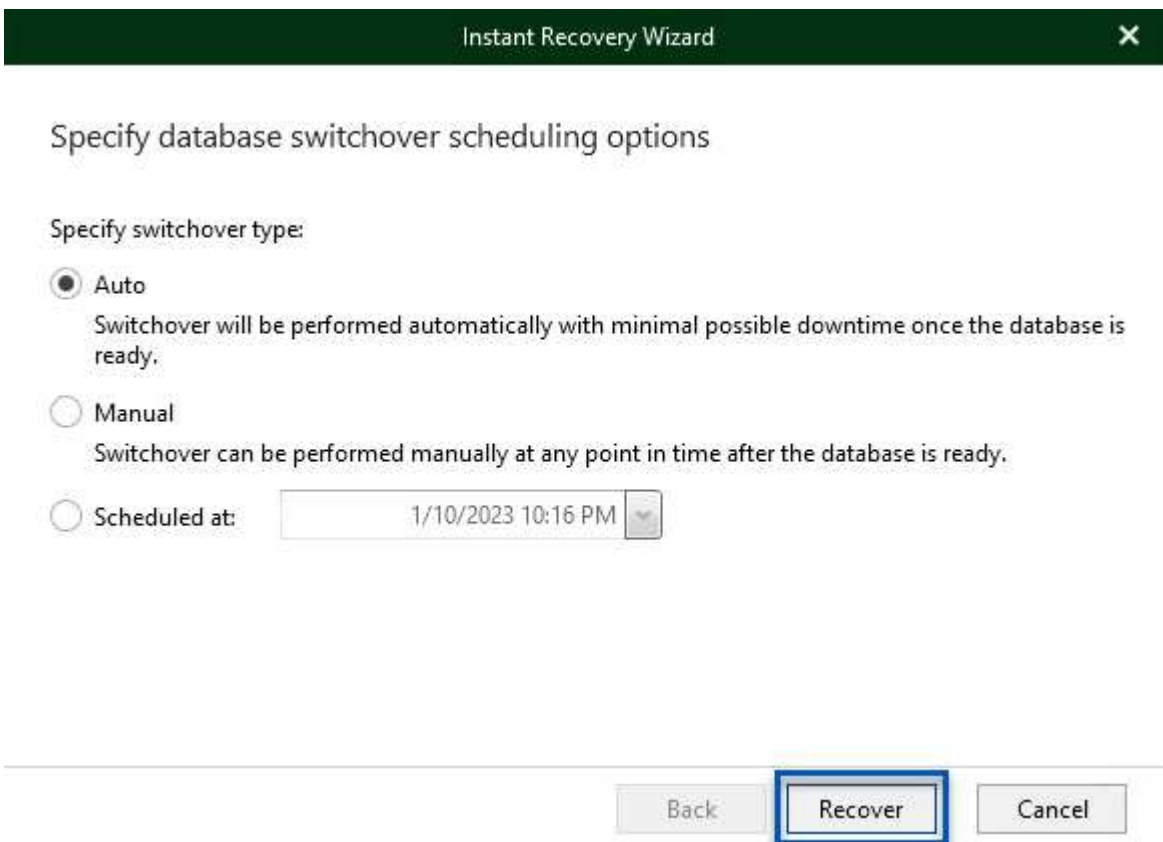 Instant Recovery Wizard
Specify database switchover scheduling options
Specify switchover type:
Auto
Switchover will be performed automatically with minimal possible downtime once the database is
ready.
Manual
Switchover can be performed manually at any point in time after the database is ready.
Scheduled at: 1/10/2023 10:16 PM
Back Recover Cancel